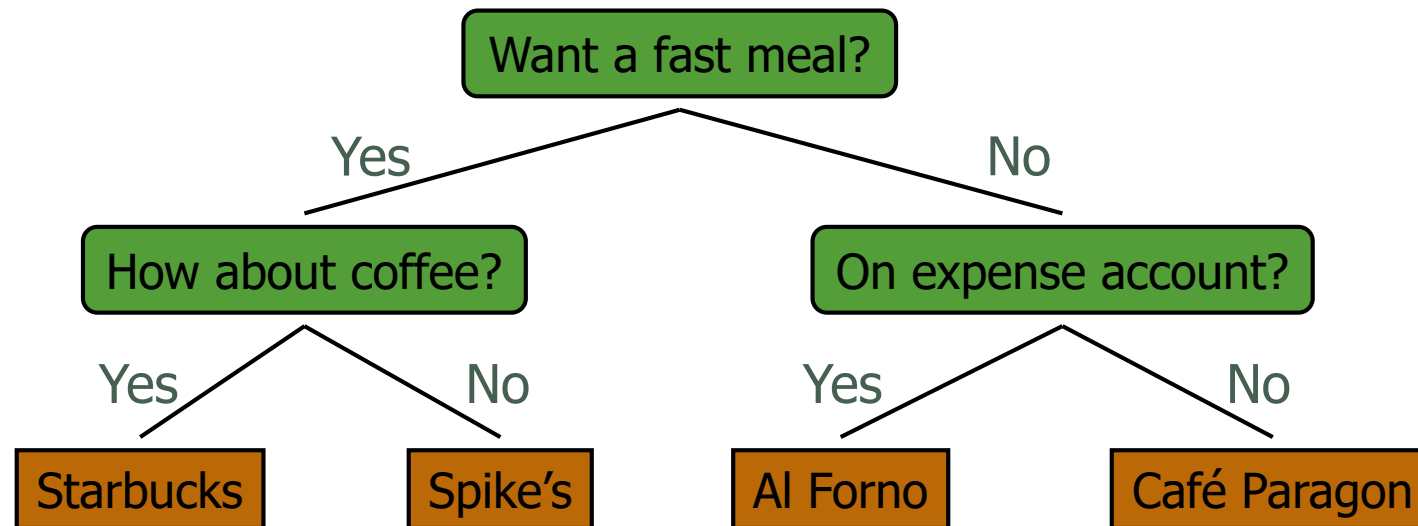 Want a fast meal?
Yes
No
How about coffee?
On expense account?
Yes
No
Yes
No
Starbucks
Spike’s
Al Forno
Café Paragon